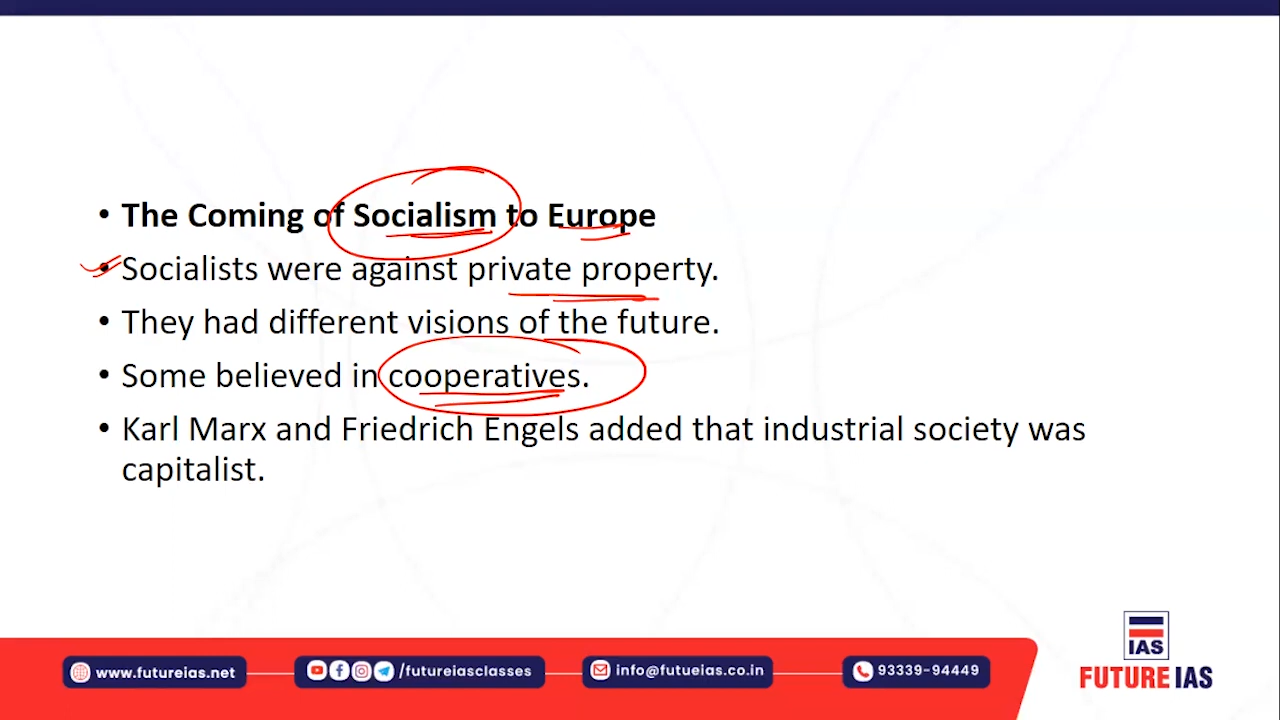 • The Coming of Socialism to Europe
• Socialists were against private property.
• They had different visions of the future.
• Some believed in cooperatives.
• Karl Marx and Friedrich Engels added that industrial society was
capitalist.
IAS
FUTURE IAS
www.futureias.net
/futureiasclasses
info@futueias.co.in
93339-94449